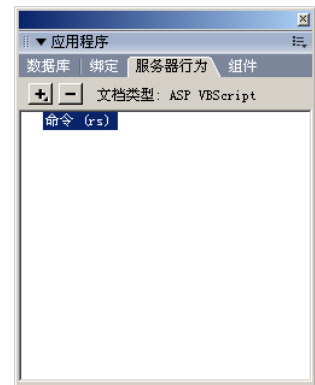 应用程序
数据库 绑定 服务器行为 组件
文档类型: ASP VBScript
命令 (rs)